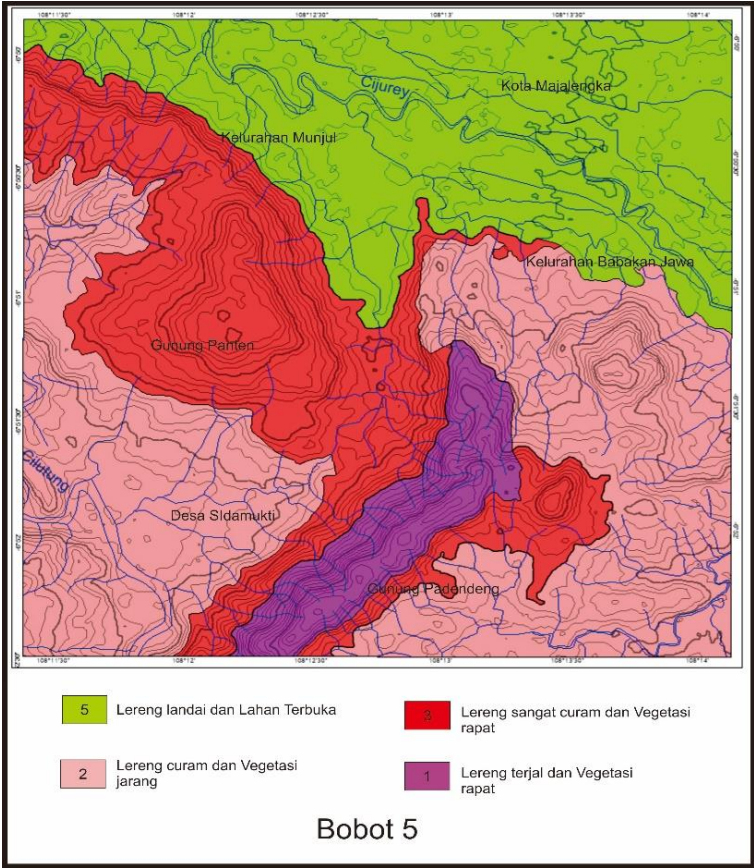 108°11'30" 108°12' 108°12'30" 108°13' 108°13'30" 108°14'
Cijurey
Kota Majalengka
Kelurahan Munjul
Kelurahan Babakan Jawa
Gunung Panten
Cilutung
Desa SIdamukti
Gunung Padendeng
108°11'30" 108°12' 108°12'30" 108°13' 108°13'30" 108°14'
5 Lereng landai dan Lahan Terbuka
3 Lereng sangat curam dan Vegetasi
rapat
2 Lereng curam dan Vegetasi
jarang
1 Lereng terjal dan Vegetasi
rapat
Bobot 5